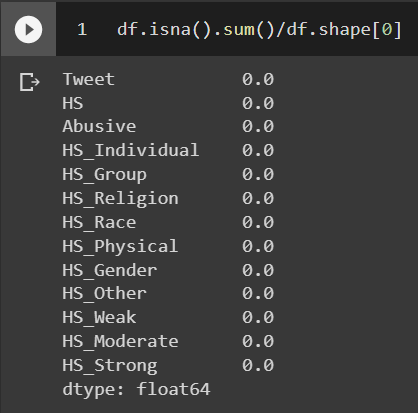 1 df.isna().sum()/df.shape[0]
Tweet 0.0
HS 0.0
Abusive 0.0
HS_Individual 0.0
HS_Group 0.0
HS_Religion 0.0
HS_Race 0.0
HS_Physical 0.0
HS_Gender 0.0
HS_Other 0.0
HS_Weak 0.0
HS_Moderate 0.0
HS_Strong 0.0
dtype: float64